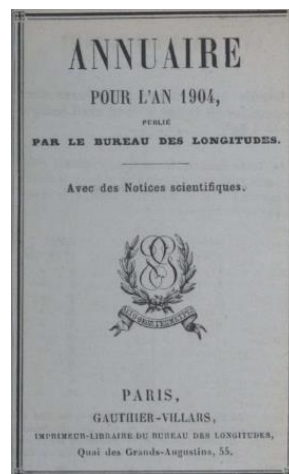 ANNUAIRE
POUR L'AN 1904,
PUBLIÉ
PAR LE BUREAU DES LONGITUDES.
Avec des Notices scientifiques.
PARIS,
GAUTHIER-VILLARS,
IMPRIMEUR-LIBRAIRE DU BUREAU DES LONGITUDES,
Quai des Grands-Augustins, 55.